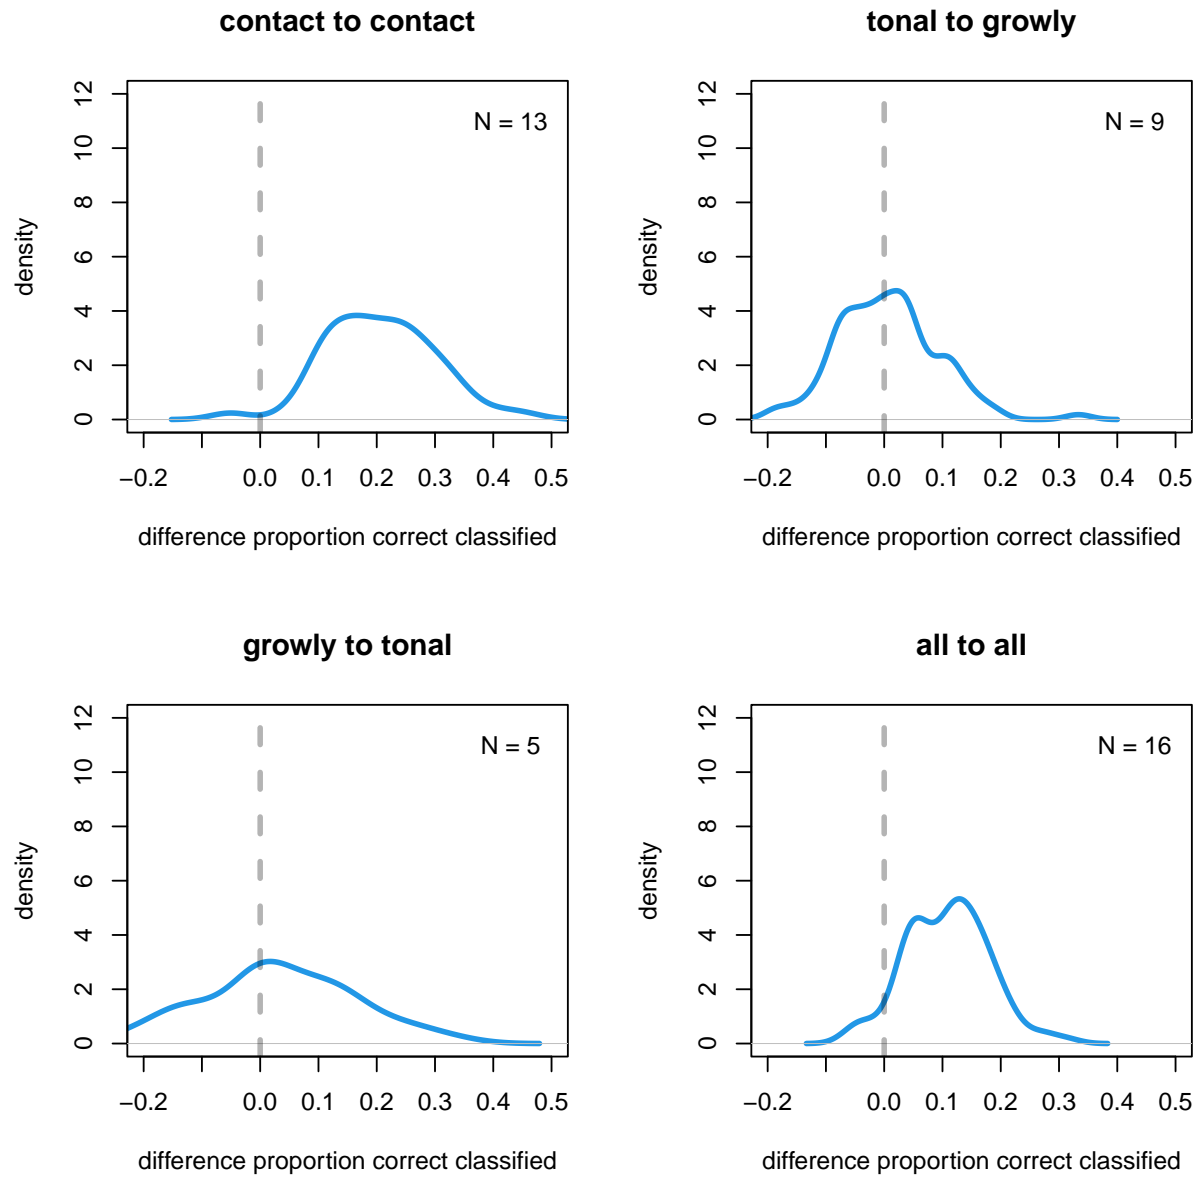 contact to contact
N = 13
density
0 2 4 6 8 10 12
−0.2 0.0 0.1 0.2 0.3 0.4 0.5
difference proportion correct classified
tonal to growly
N = 9
density
0 2 4 6 8 10 12
−0.2 0.0 0.1 0.2 0.3 0.4 0.5
difference proportion correct classified
growly to tonal
N = 5
density
0 2 4 6 8 10 12
−0.2 0.0 0.1 0.2 0.3 0.4 0.5
difference proportion correct classified
all to all
N = 16
density
0 2 4 6 8 10 12
−0.2 0.0 0.1 0.2 0.3 0.4 0.5
difference proportion correct classified